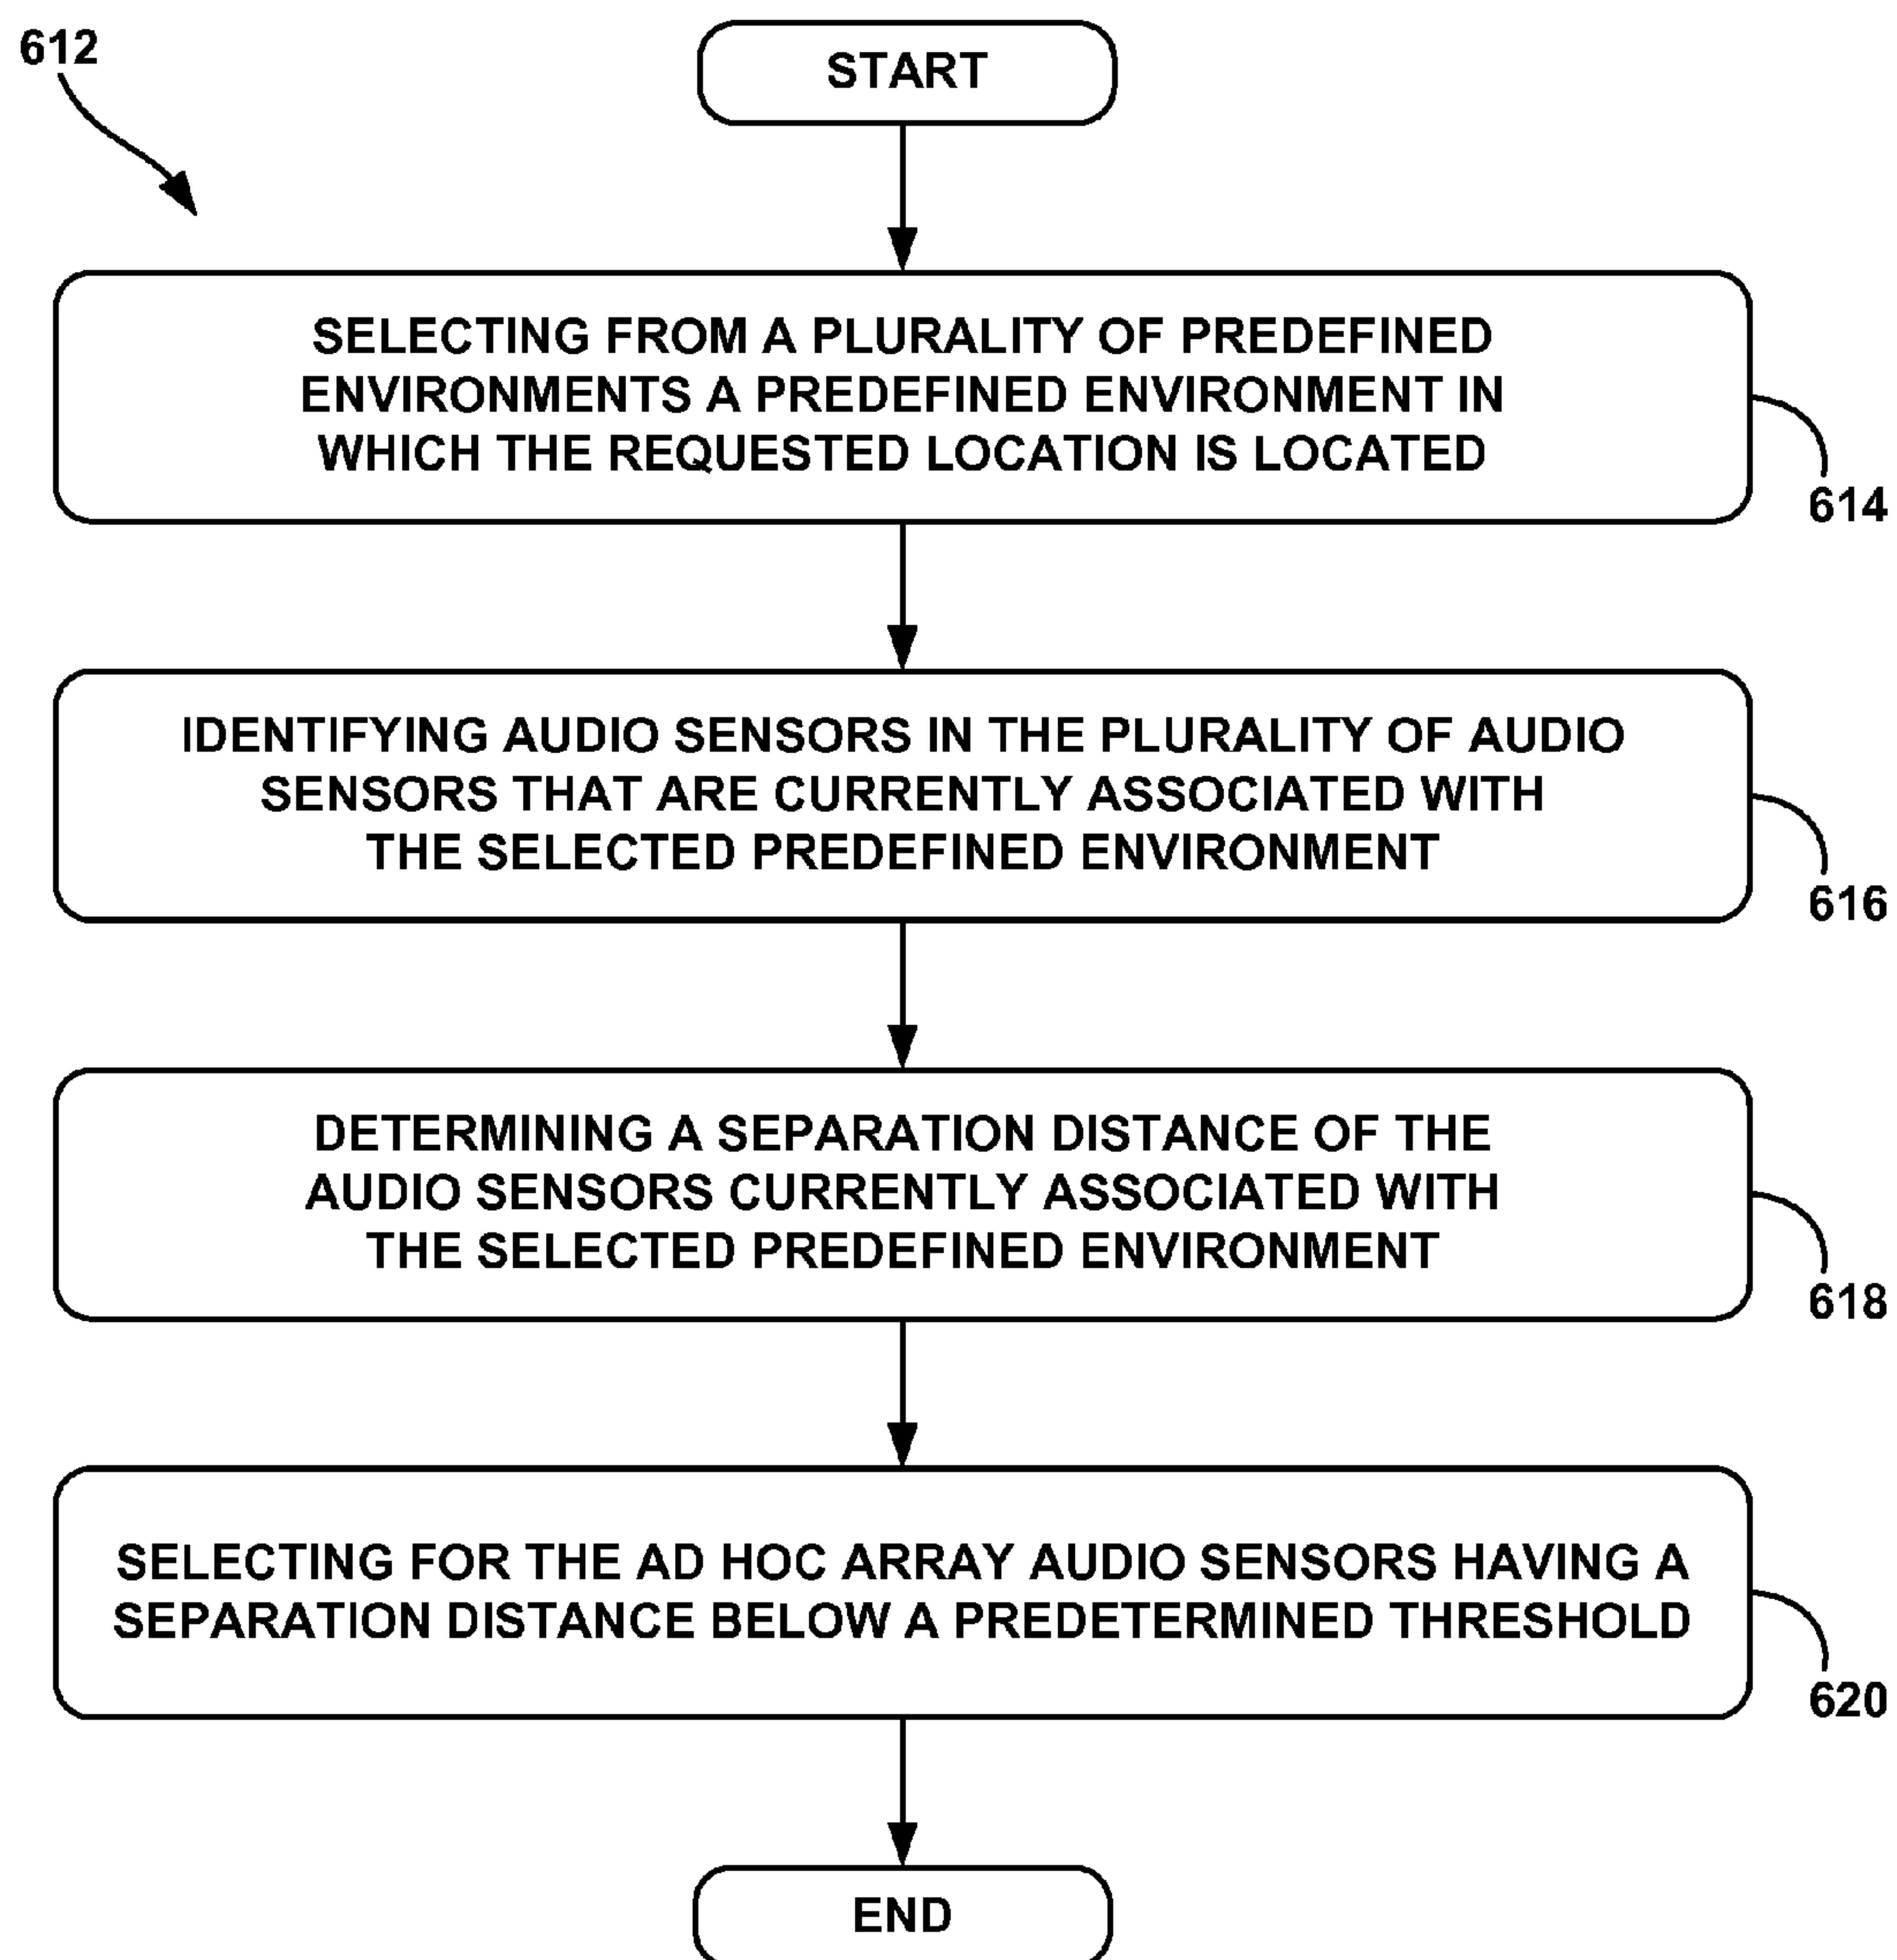 612
START
SELECTING FROM A PLURALITY OF PREDEFINED
ENVIRONMENTS A PREDEFINED ENVIRONMENT IN
WHICH THE REQUESTED LOCATION IS LOCATED
614
IDENTIFYING AUDIO SENSORS IN THE PLURALITY OF AUDIO
SENSORS THAT ARE CURRENTLY ASSOCIATED WITH
THE SELECTED PREDEFINED ENVIRONMENT
616
DETERMINING A SEPARATION DISTANCE OF THE
AUDIO SENSORS CURRENTLY ASSOCIATED WITH
THE SELECTED PREDEFINED ENVIRONMENT
618
SELECTING FOR THE AD HOC ARRAY AUDIO SENSORS HAVING A
SEPARATION DISTANCE BELOW A PREDETERMINED THRESHOLD
620
END